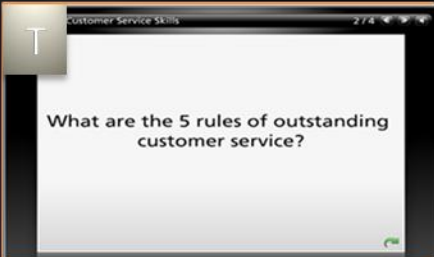 T
Customer Service Skills 2/4
What are the 5 rules of outstanding
customer service?